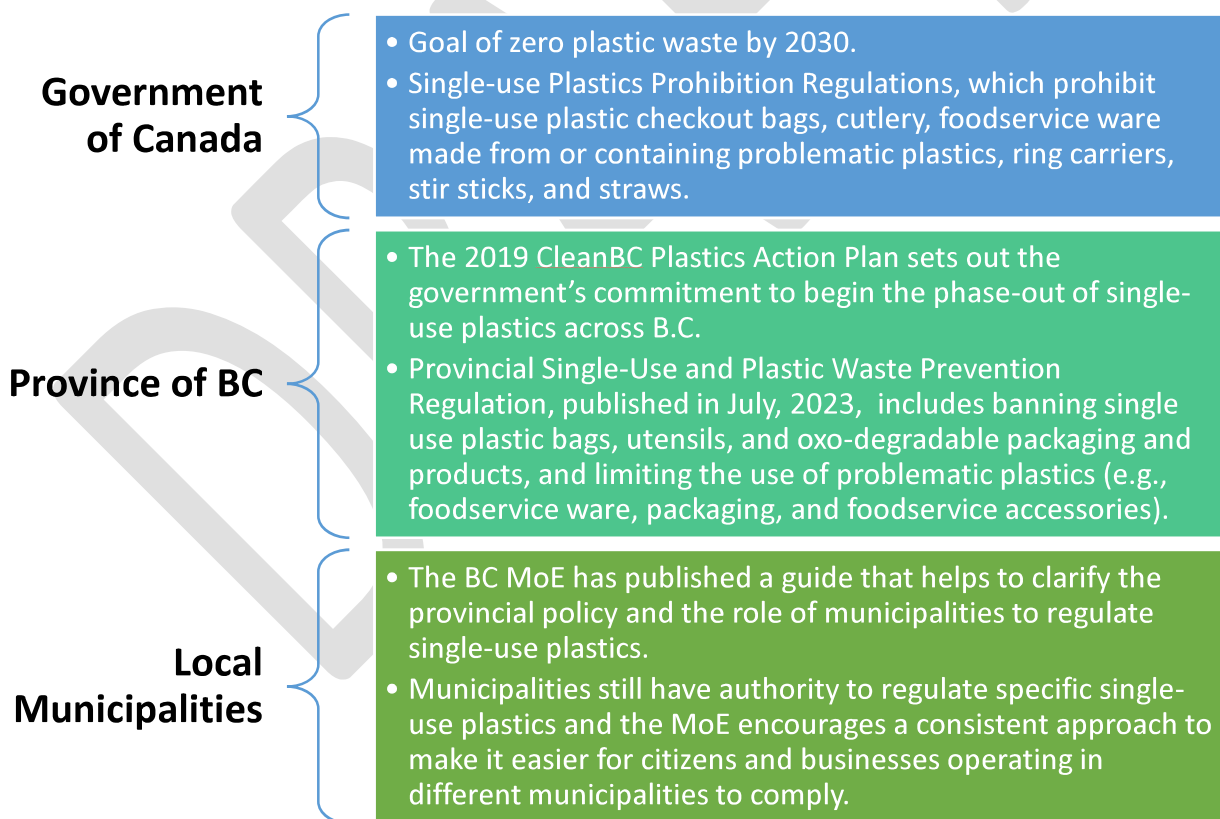 Government
of Canada
• Goal of zero plastic waste by 2030.
• Single-use Plastics Prohibition Regulations, which prohibit
single-use plastic checkout bags, cutlery, foodservice ware
made from or containing problematic plastics, ring carriers,
stir sticks, and straws.
Province of BC
• The 2019 CleanBC Plastics Action Plan sets out the
government’s commitment to begin the phase-out of single-
use plastics across B.C.
• Provincial Single-Use and Plastic Waste Prevention
Regulation, published in July, 2023,  includes banning single
use plastic bags, utensils, and oxo-degradable packaging and
products, and limiting the use of problematic plastics (e.g.,
foodservice ware, packaging, and foodservice accessories).
Local
Municipalities
• The BC MoE has published a guide that helps to clarify the
provincial policy and the role of municipalities to regulate
single-use plastics.
• Municipalities still have authority to regulate specific single-
use plastics and the MoE encourages a consistent approach to
make it easier for citizens and businesses operating in
different municipalities to comply.